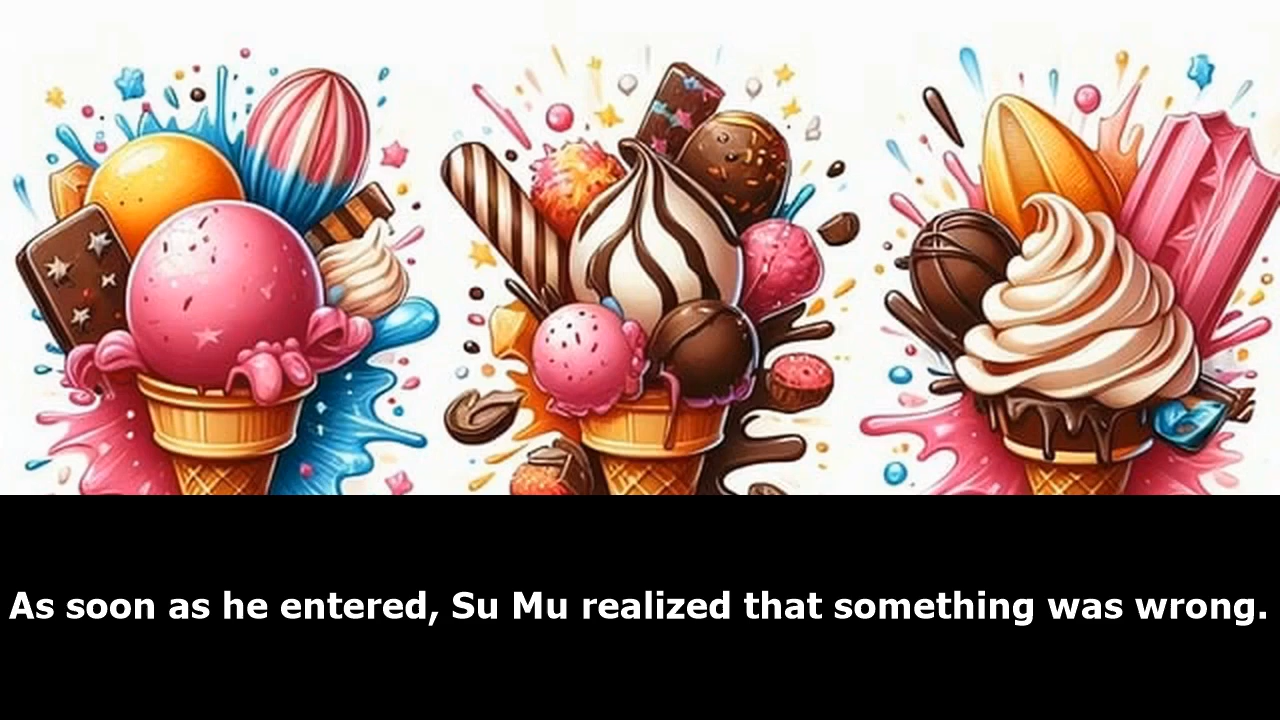 As soon as he entered, Su Mu realized that something was wrong.